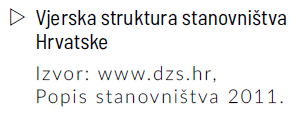 Vjerska struktura stanovništva
Hrvatske
Izvor: www.dzs.hr,
Popis stanovništva 2011.